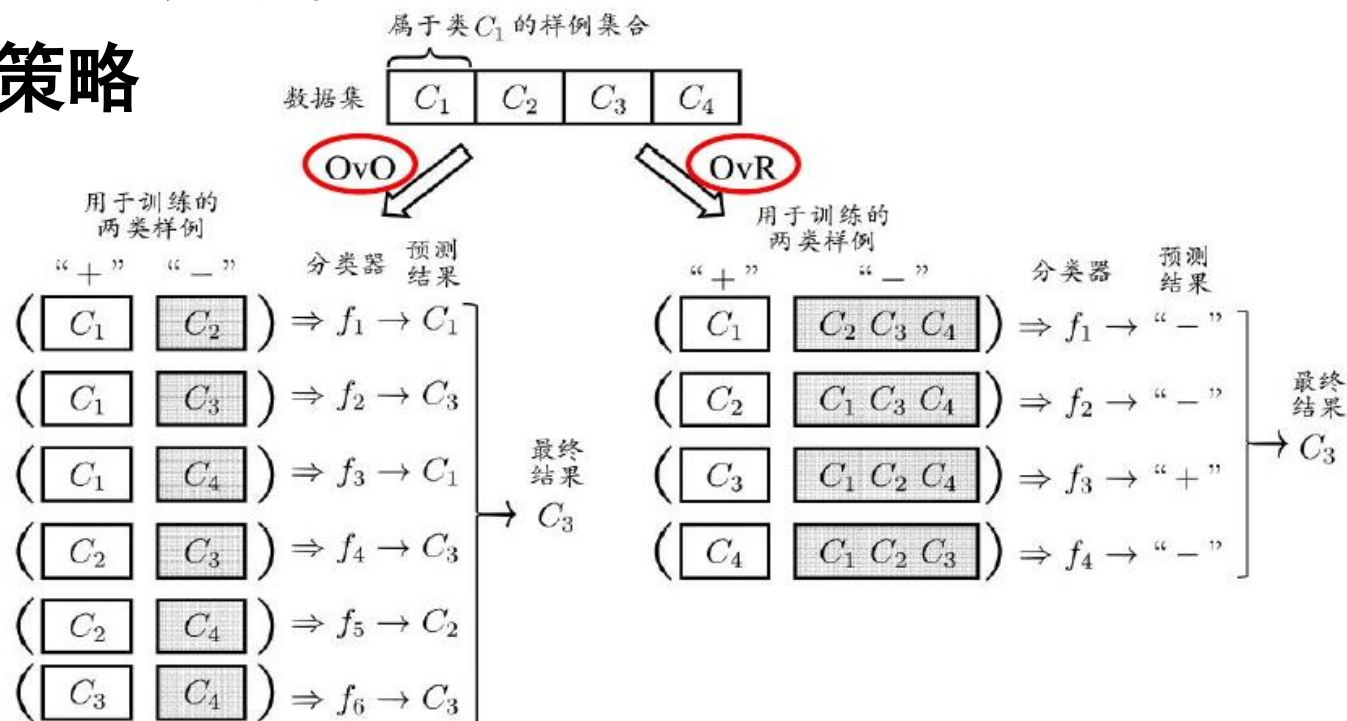 属于类C₁的样例集合
策略
数据集 C₁ C₂ C₃ C₄
OvO OvR
用于训练的
两类样例
“+” “−” 分类器 预测
结果
( C₁ C₂ ) ⇒ f₁ → C₁
( C₁ C₃ ) ⇒ f₂ → C₃
( C₁ C₄ ) ⇒ f₃ → C₁
( C₂ C₃ ) ⇒ f₄ → C₃
( C₂ C₄ ) ⇒ f₅ → C₂
( C₃ C₄ ) ⇒ f₆ → C₃
最终
结果
C₃
用于训练的
两类样例
“+” “−” 分类器 预测
结果
( C₁ C₂ C₃ C₄ ) ⇒ f₁ → “−”
( C₂ C₁ C₃ C₄ ) ⇒ f₂ → “−”
( C₃ C₁ C₂ C₄ ) ⇒ f₃ → “+”
( C₄ C₁ C₂ C₃ ) ⇒ f₄ → “−”
最终
结果
C₃